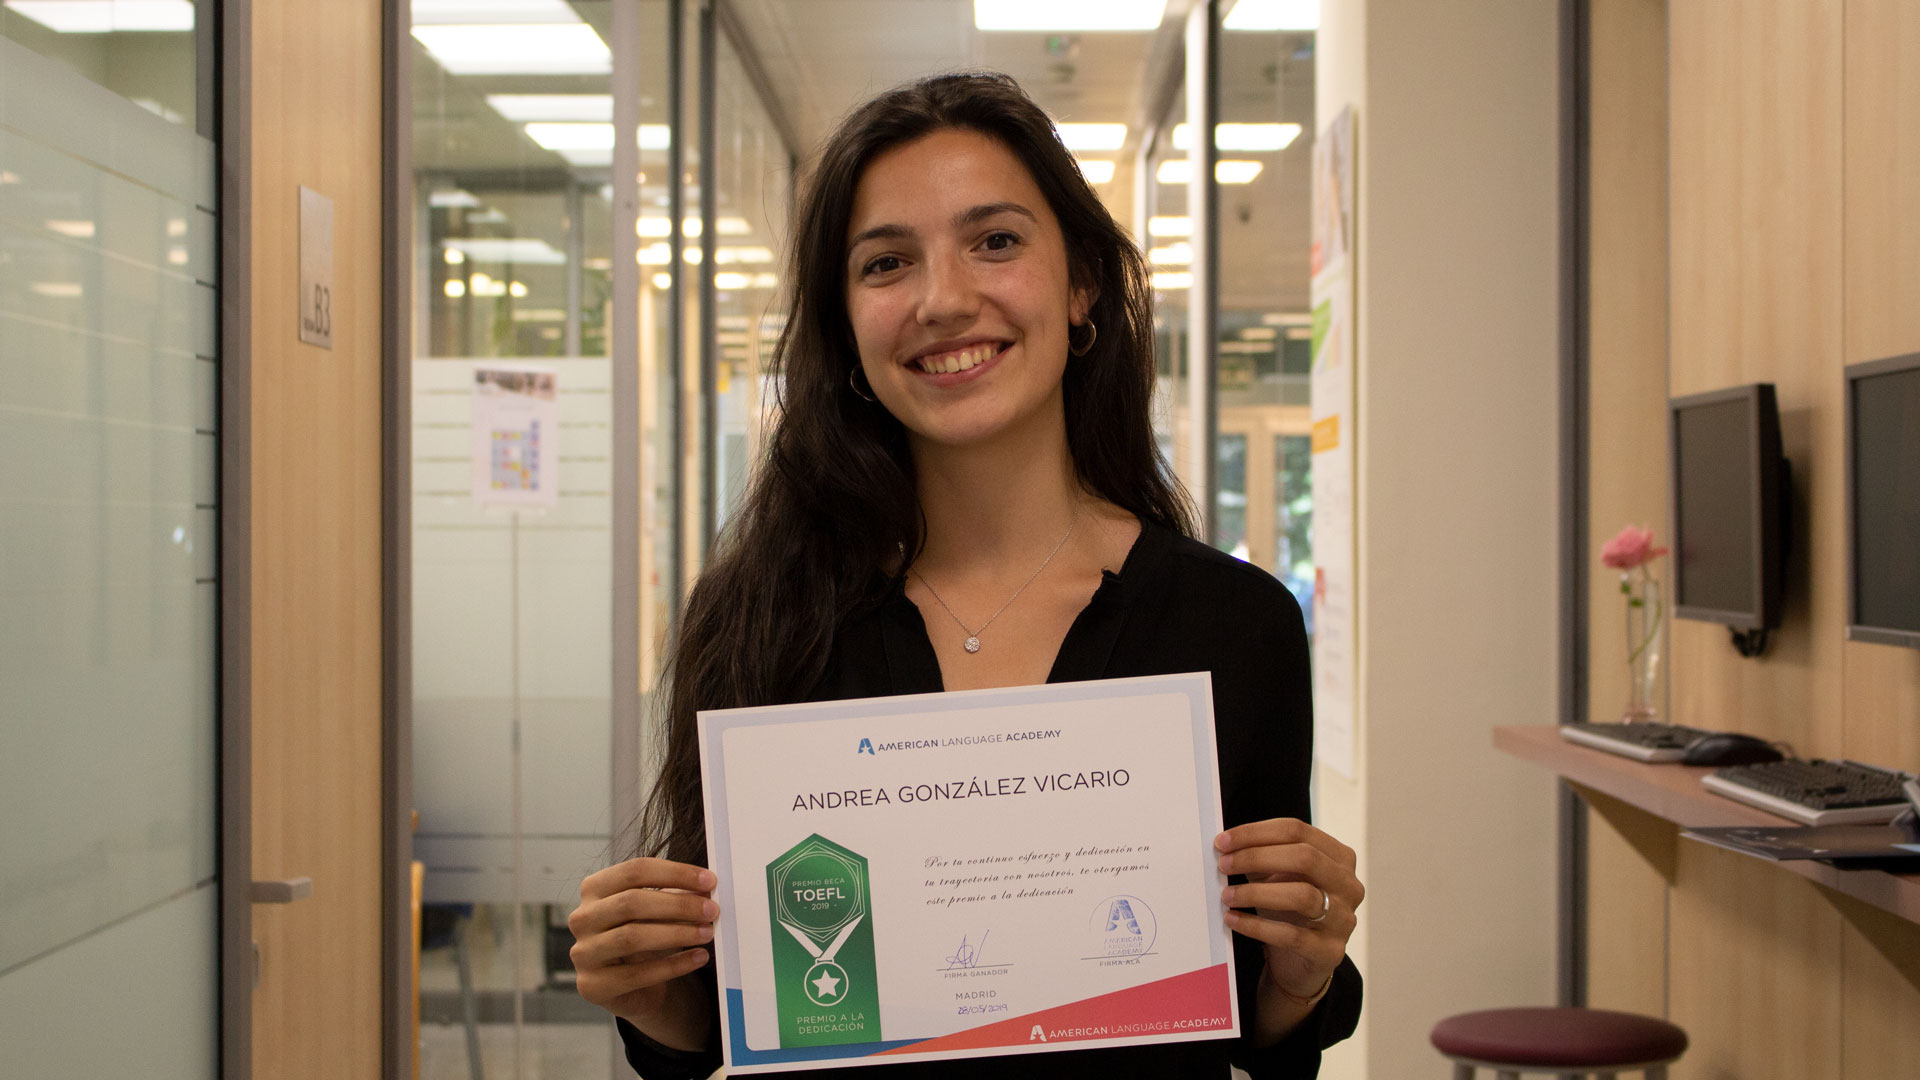 B3
AMERICAN LANGUAGE ACADEMY
ANDREA GONZÁLEZ VICARIO
PREMIO BECA
TOEFL
- 2019 -
PREMIO A LA
DEDICACIÓN
Por tu continuo esfuerzo y dedicación en
tu trayectoria con nosotros, te otorgamos
este premio a la dedicación
FIRMA GANADOR
AMERICAN
LANGUAGE
ACADEMY
FIRMA ALA
MADRID
28/05/2019
AMERICAN LANGUAGE ACADEMY